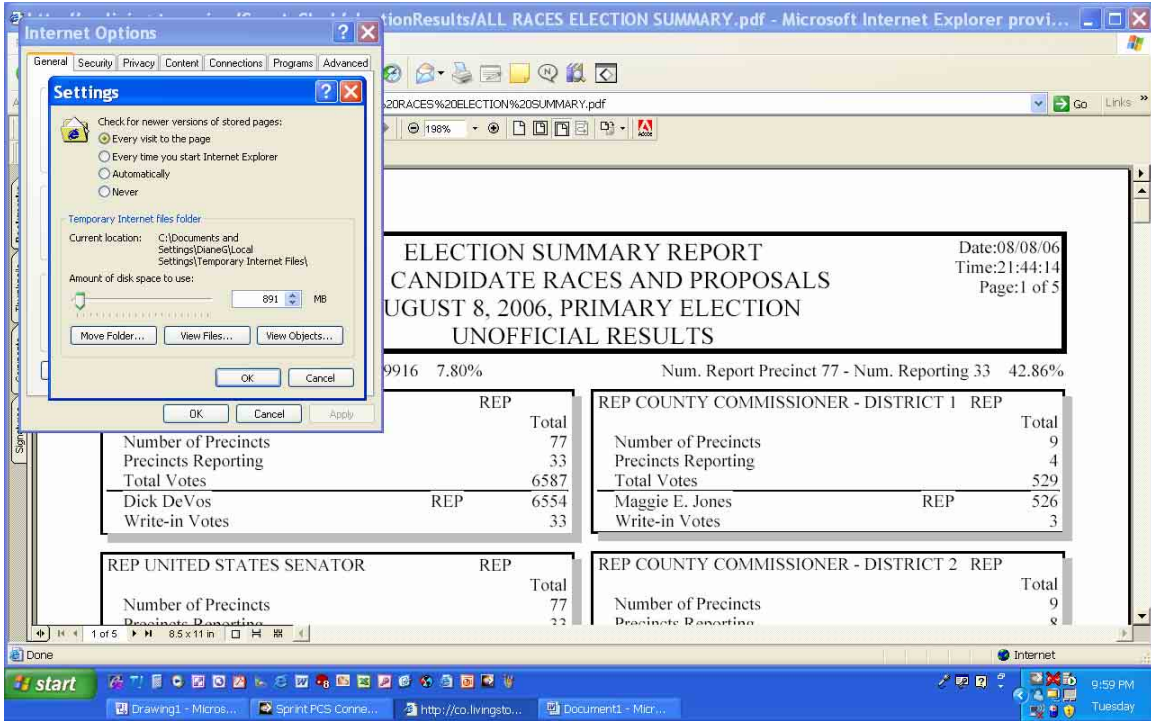 tionResults/ALL RACES ELECTION SUMMARY.pdf - Microsoft Internet Explorer provi...
Internet Options
General Security Privacy Content Connections Programs Advanced
Settings
Check for newer versions of stored pages:
Every visit to the page
Every time you start Internet Explorer
Automatically
Never
Temporary Internet files folder
Current location: C:\Documents and
Settings\DianeG\Local
Settings\Temporary Internet Files\
Amount of disk space to use:
891 MB
Move Folder... View Files... View Objects...
OK Cancel
OK Cancel Apply
%20RACES%20ELECTION%20SUMMARY.pdf
Go Links »
198%
Adobe
ELECTION SUMMARY REPORT
CANDIDATE RACES AND PROPOSALS
UGUST 8, 2006, PRIMARY ELECTION
UNOFFICIAL RESULTS
Date:08/08/06
Time:21:44:14
Page:1 of 5
9916 7.80%
Num. Report Precinct 77 - Num. Reporting 33 42.86%
REP
Total
Number of Precincts 77
Precincts Reporting 33
Total Votes 6587
Dick DeVos REP 6554
Write-in Votes 33
REP COUNTY COMMISSIONER - DISTRICT 1 REP
Total
Number of Precincts 9
Precincts Reporting 4
Total Votes 529
Maggie E. Jones REP 526
Write-in Votes 3
REP UNITED STATES SENATOR REP
Total
Number of Precincts 77
Precincts Reporting 33
REP COUNTY COMMISSIONER - DISTRICT 2 REP
Total
Number of Precincts 9
Precincts Reporting 8
1 of 5 8.5 x 11 in
Done
Internet
start
Drawing1 - Micros... Sprint PCS Conne... http://co.livingsto... Document1 - Micr...
9:59 PM
Tuesday